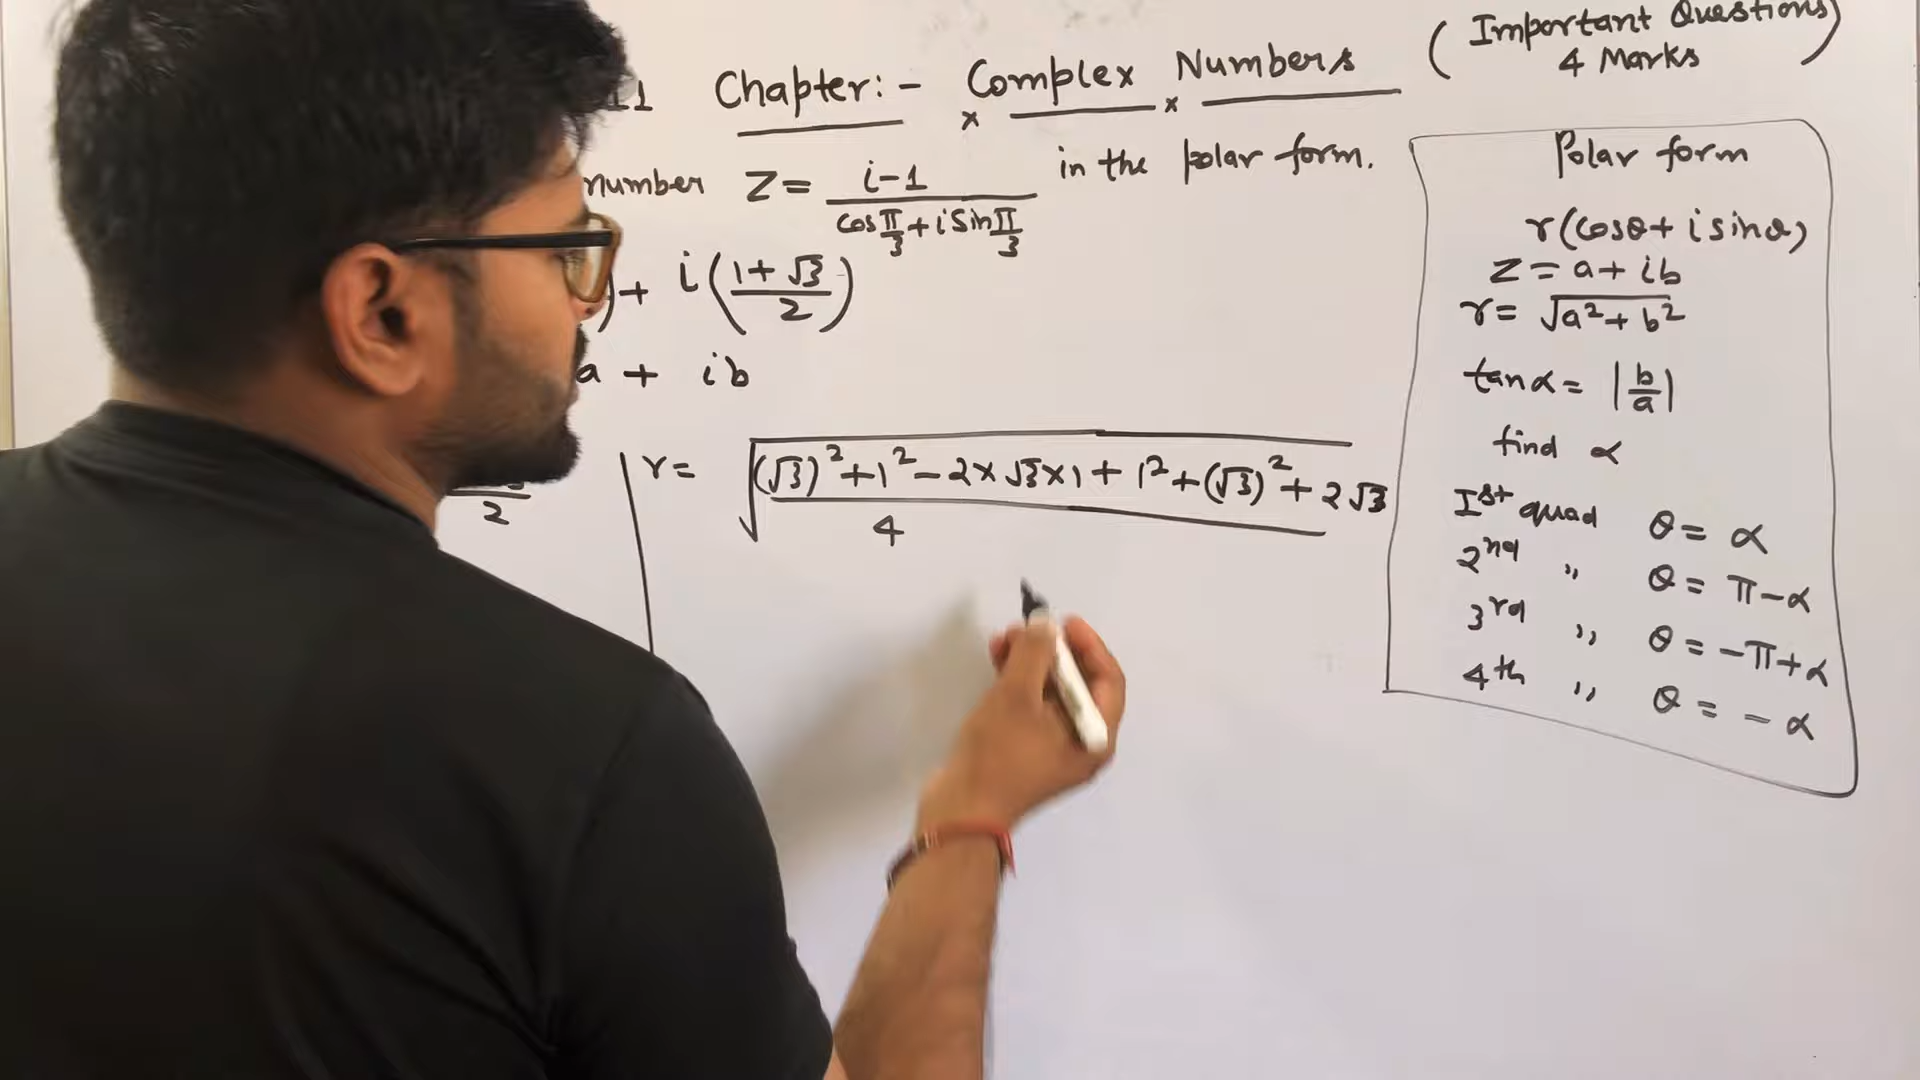 11 Chapter:- Complex Numbers (Important Questions)
4 Marks
number z = i-1 / cos π/3 + i sin π/3 in the polar form.
) + i ( 1+√3 / 2 )
a + ib
2
r = √( (√3)² + 1² - 2×√3×1 + 1² + (√3)² + 2√3 / 4 )
Polar form
r(cosθ + i sinθ)
z = a + ib
r = √(a² + b²)
tanα = |b/a|
find α
Ist quad θ = α
2nd ,, θ = π-α
3rd ,, θ = -π+α
4th ,, θ = -α